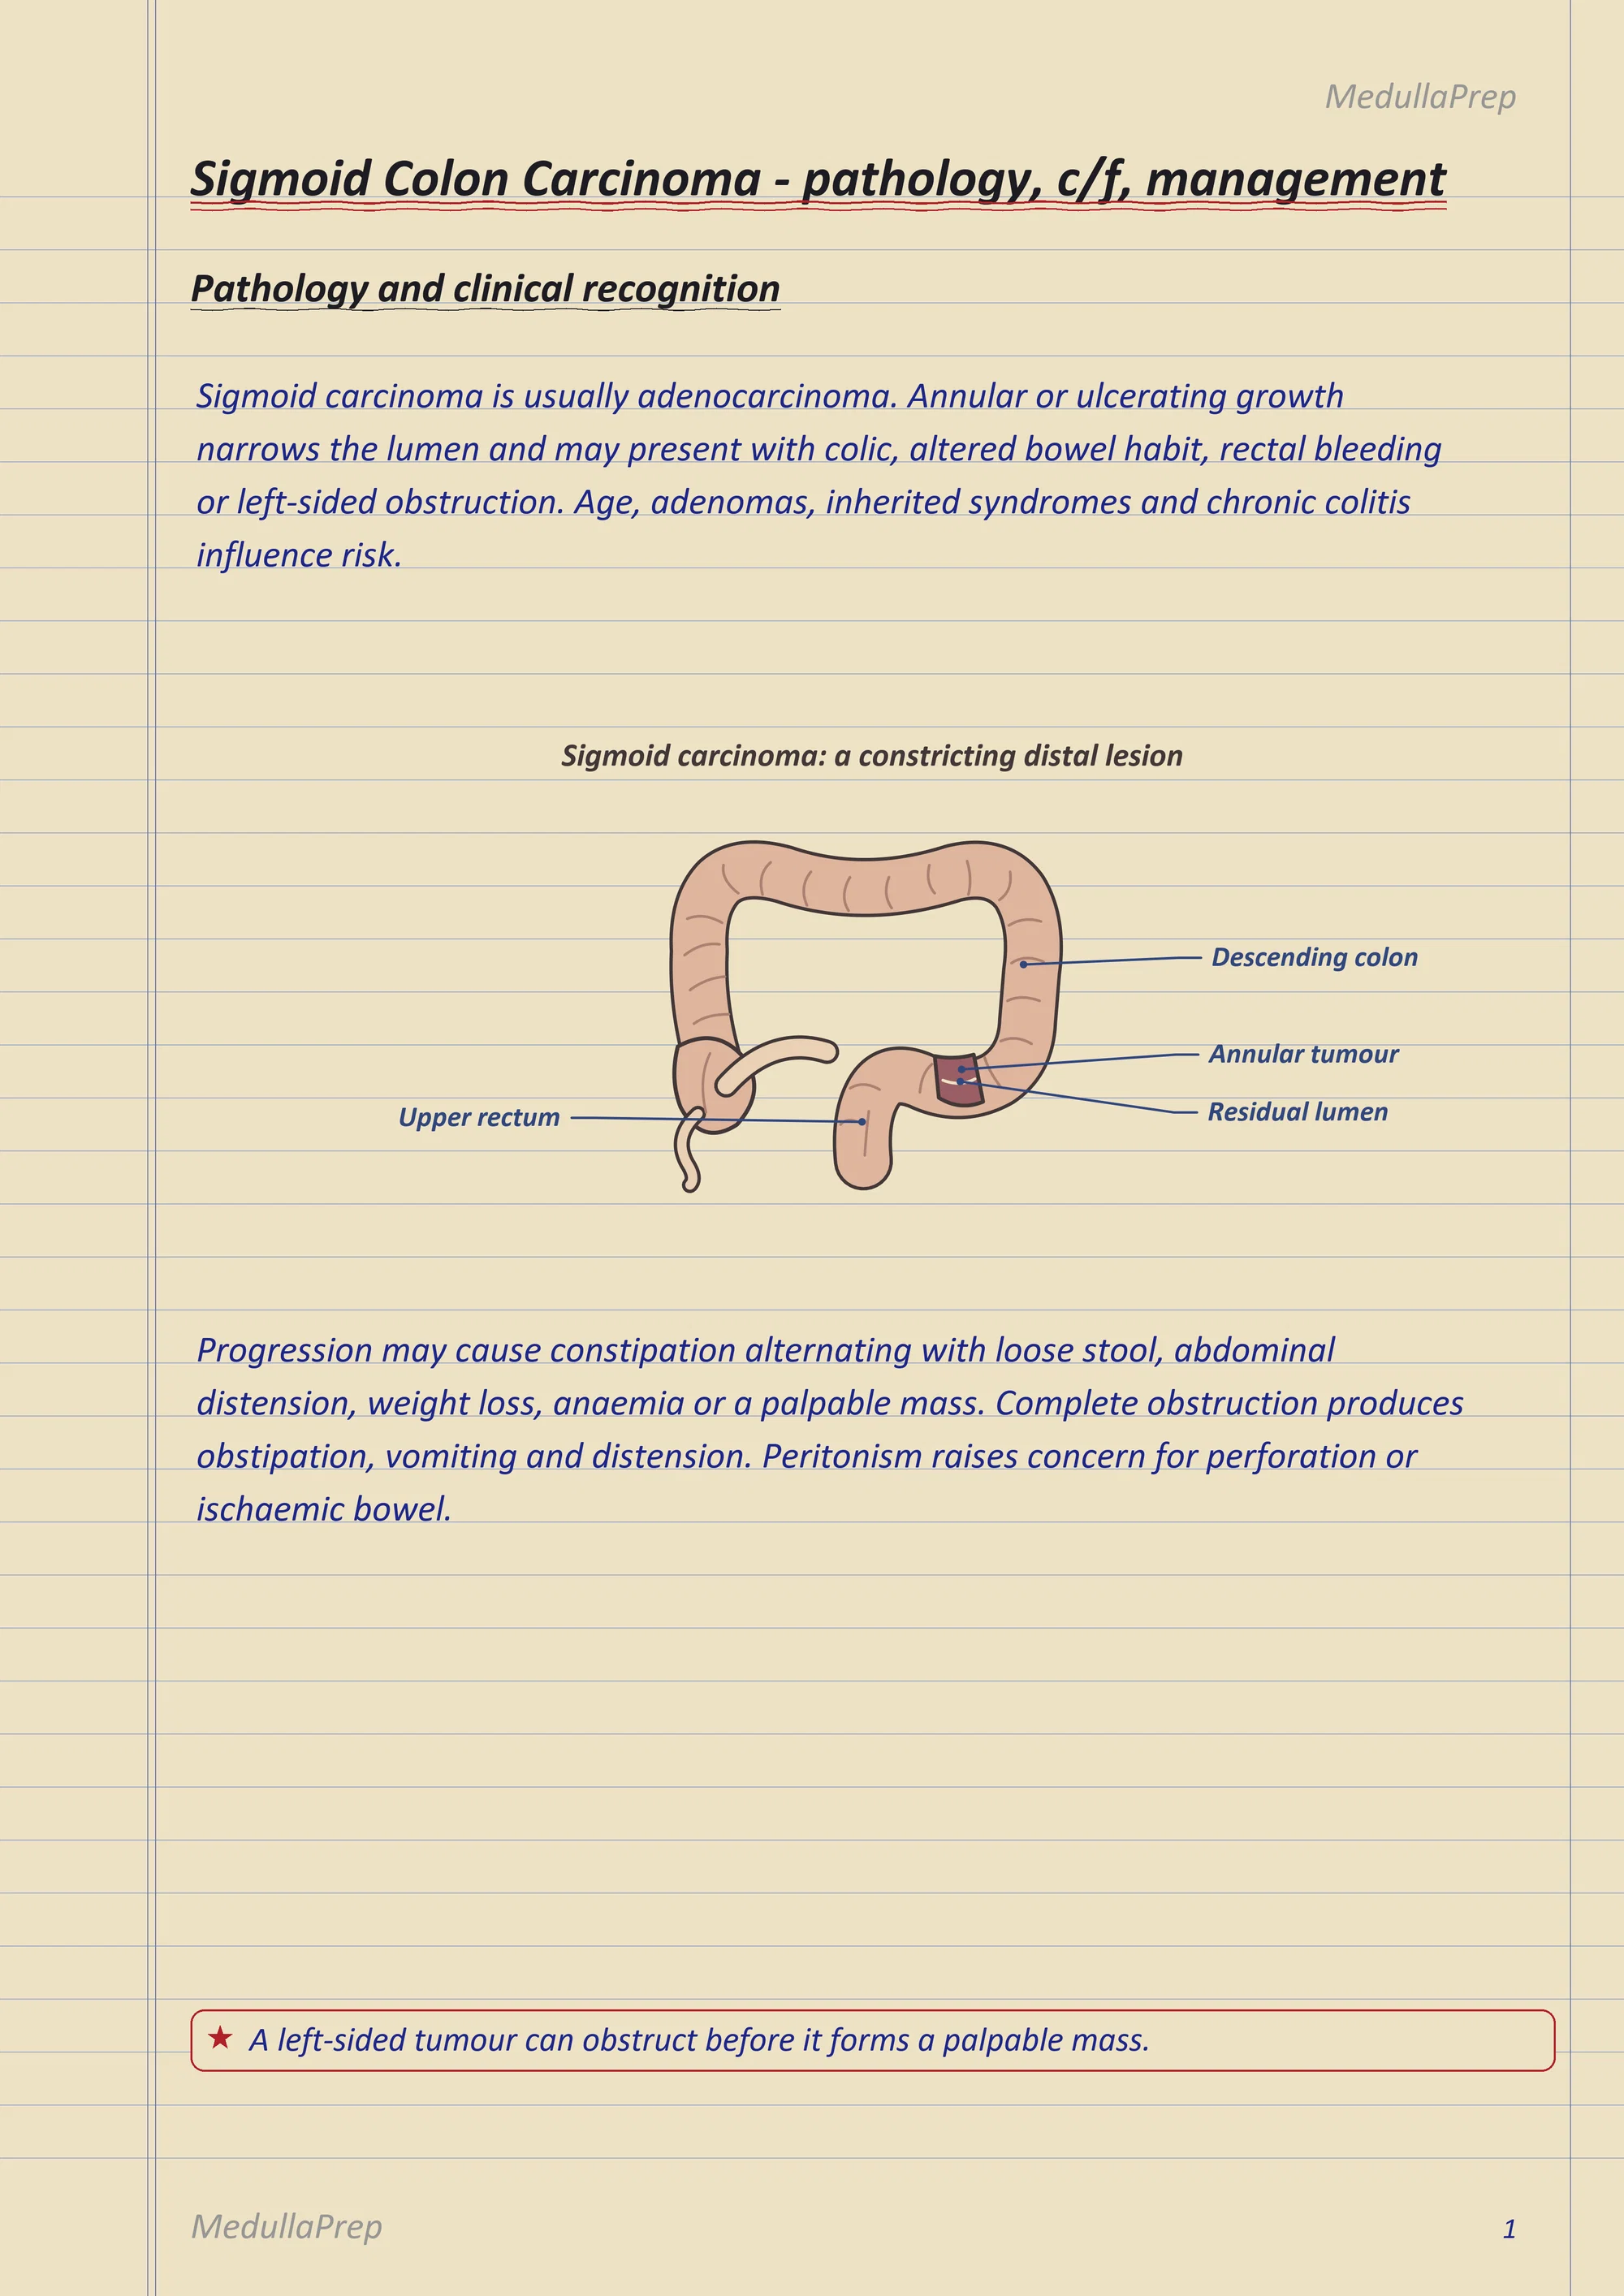 MedullaPrep
Sigmoid Colon Carcinoma - pathology, c/f, management
Pathology and clinical recognition
Sigmoid carcinoma is usually adenocarcinoma. Annular or ulcerating growth
narrows the lumen and may present with colic, altered bowel habit, rectal bleeding
or left-sided obstruction. Age, adenomas, inherited syndromes and chronic colitis
influence risk.
Sigmoid carcinoma: a constricting distal lesion
Descending colon
Annular tumour
Residual lumen
Upper rectum
Progression may cause constipation alternating with loose stool, abdominal
distension, weight loss, anaemia or a palpable mass. Complete obstruction produces
obstipation, vomiting and distension. Peritonism raises concern for perforation or
ischaemic bowel.
★ A left-sided tumour can obstruct before it forms a palpable mass.
MedullaPrep
1